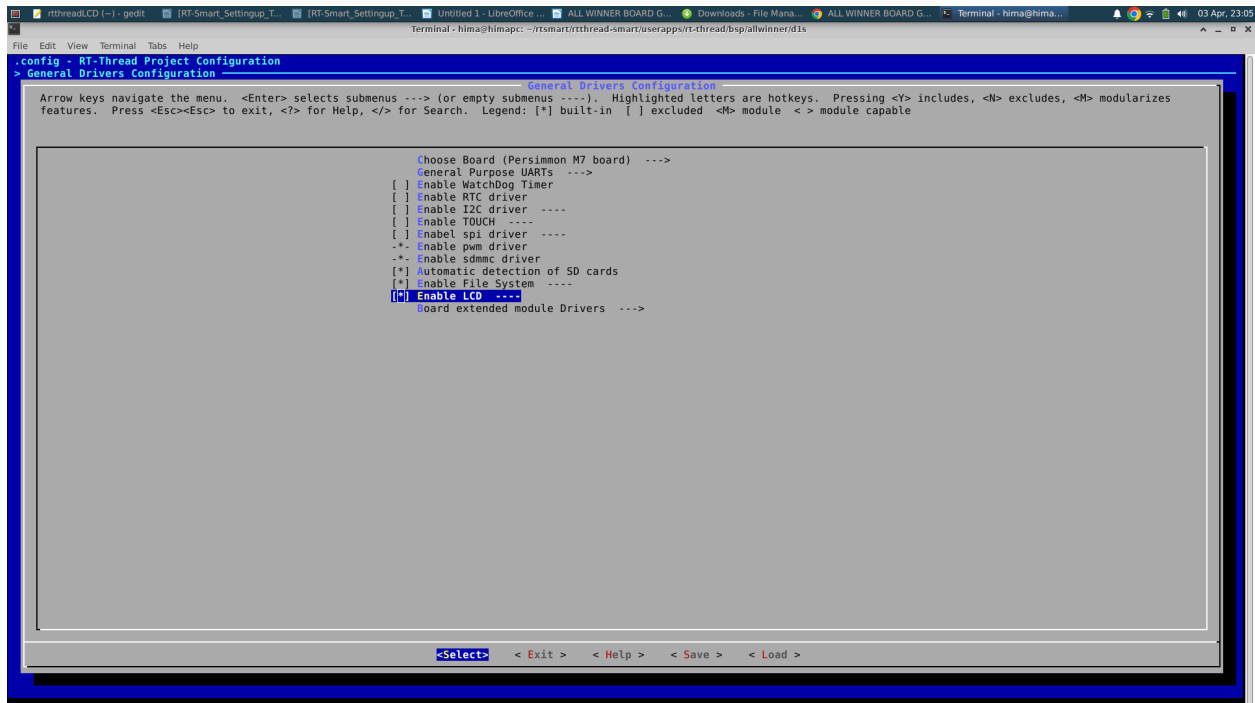 rtthreadLCD (~) - gedit [RT-Smart_Settingup_T... [RT-Smart_Settingup_T... Untitled 1 - LibreOffice ... ALL WINNER BOARD G... Downloads - File Mana... ALL WINNER BOARD G... Terminal - hima@hima... 03 Apr, 23:05
Terminal - hima@himapc: ~/rtsmart/rtthread-smart/userapps/rt-thread/bsp/allwinner/d1s
File Edit View Terminal Tabs Help
.config - RT-Thread Project Configuration
> General Drivers Configuration
General Drivers Configuration
Arrow keys navigate the menu. <Enter> selects submenus ---> (or empty submenus ----). Highlighted letters are hotkeys. Pressing <Y> includes, <N> excludes, <M> modularizes
features. Press <Esc><Esc> to exit, <?> for Help, </> for Search. Legend: [*] built-in [ ] excluded <M> module < > module capable
Choose Board (Persimmon M7 board) --->
General Purpose UARTs --->
[ ] Enable WatchDog Timer
[ ] Enable RTC driver
[ ] Enable I2C driver ----
[ ] Enable TOUCH ----
[ ] Enabel spi driver ----
-*- Enable pwm driver
-*- Enable sdmmc driver
[*] Automatic detection of SD cards
[*] Enable File System ----
[*] Enable LCD ----
Board extended module Drivers --->
<Select> < Exit > < Help > < Save > < Load >